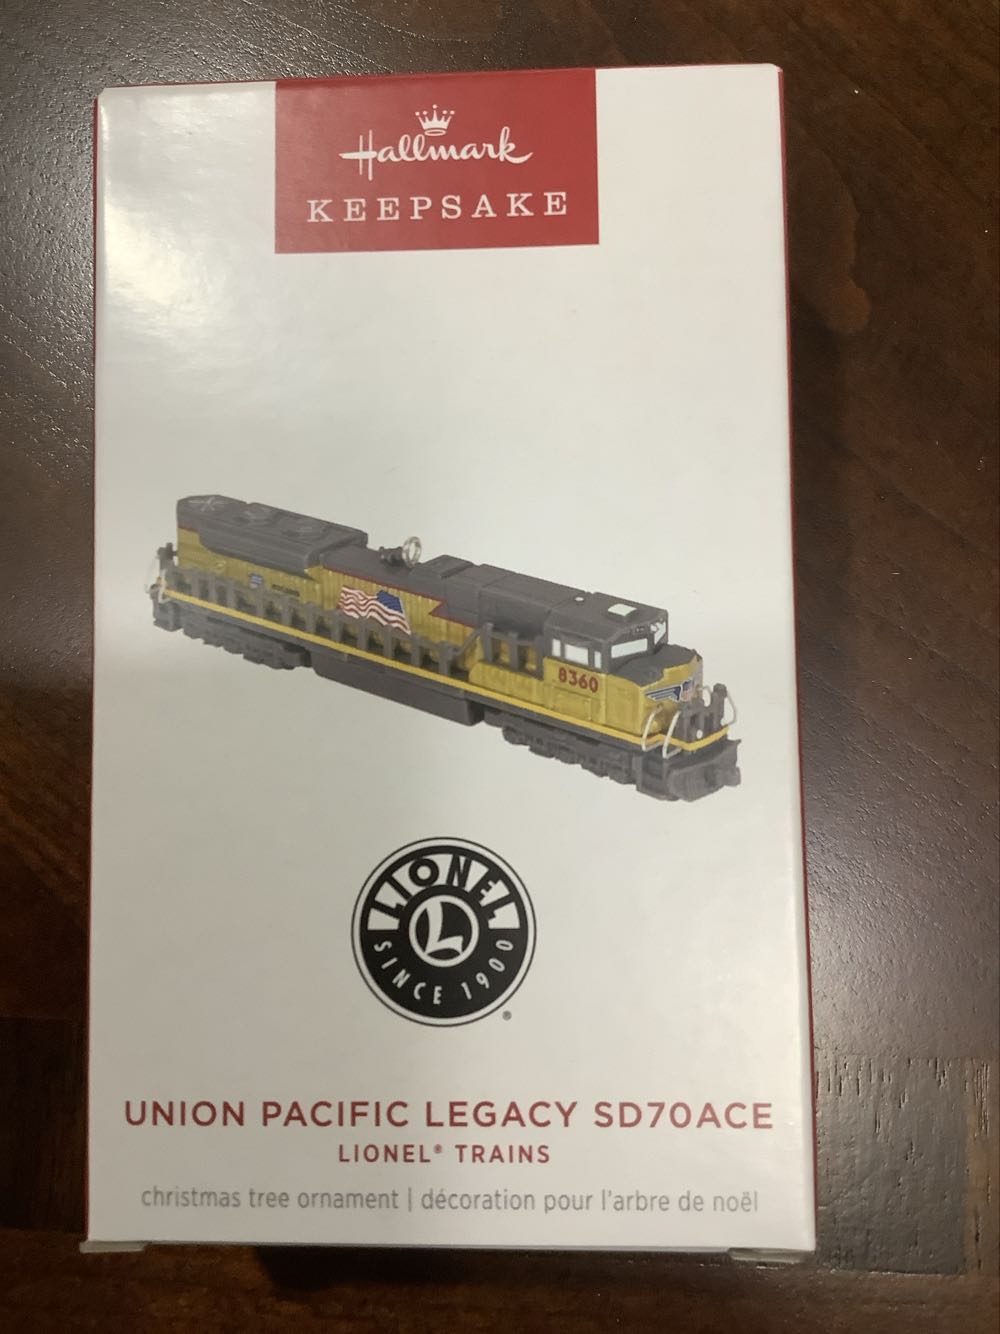 Hallmark
KEEPSAKE
8360
LIONEL
L
SINCE 1900
®
UNION PACIFIC LEGACY SD70ACE
LIONEL® TRAINS
christmas tree ornament | décoration pour l'arbre de noël